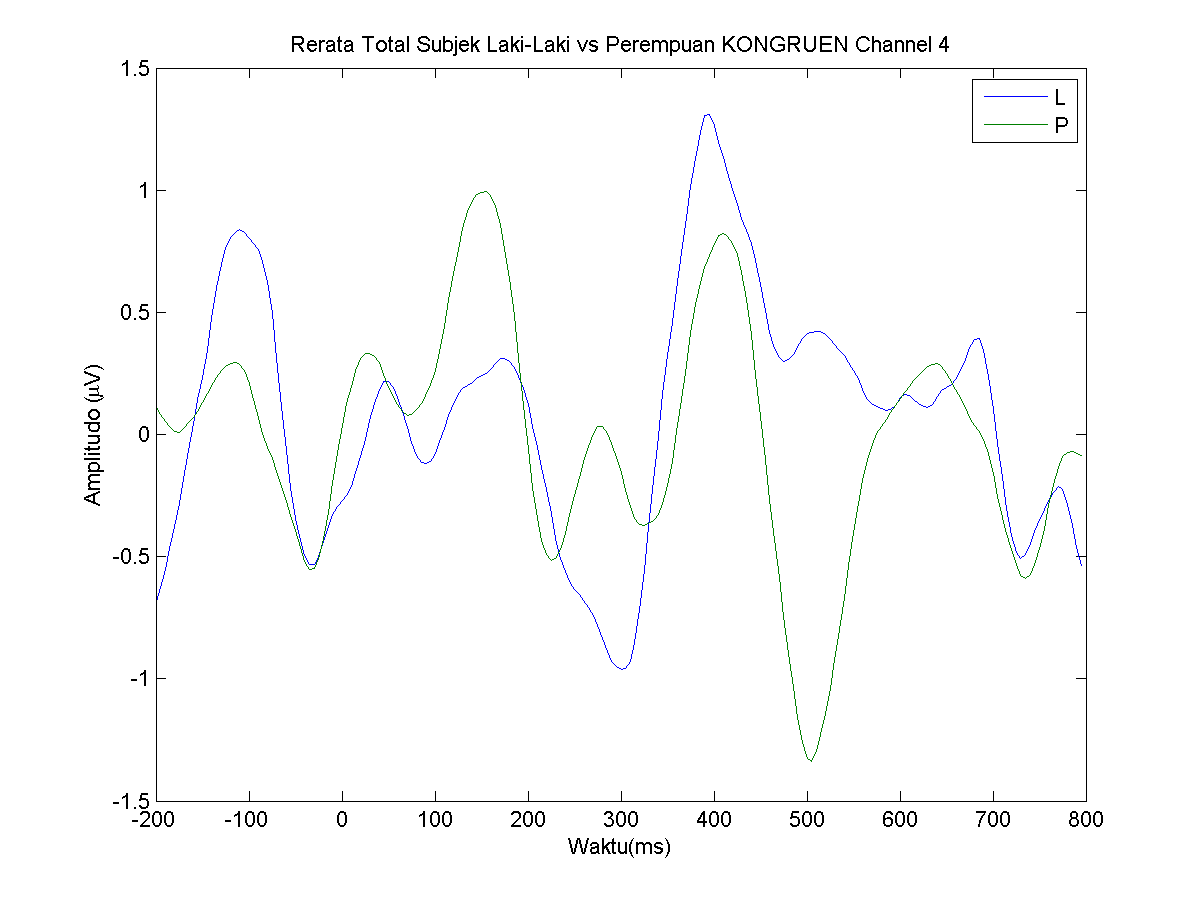 Rerata Total Subjek Laki-Laki vs Perempuan KONGRUEN Channel 4
1.5
1
0.5
0
-0.5
-1
-1.5
Amplitudo (μV)
L
P
-200 -100 0 100 200 300 400 500 600 700 800
Waktu(ms)